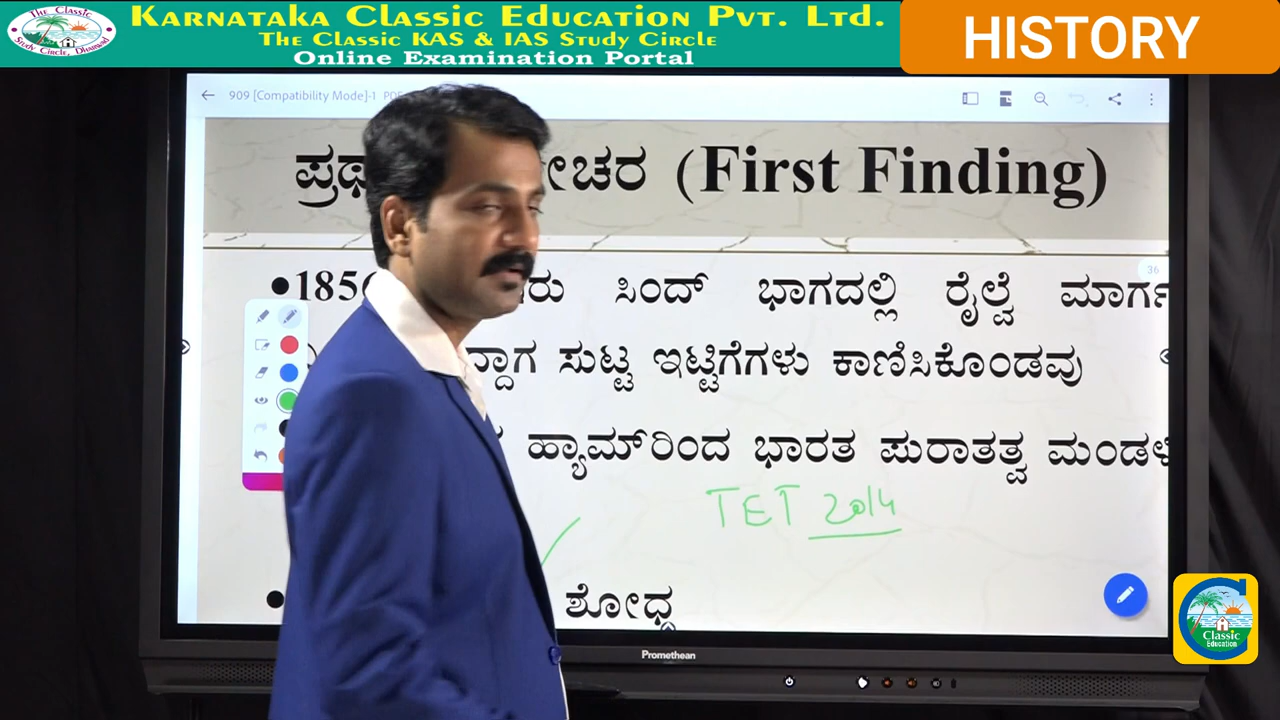 The Classic
Study Circle, Dharwad
Karnataka Classic Education Pvt. Ltd.
The Classic KAS & IAS Study Circle
Online Examination Portal
HISTORY
909 [Compatibility Mode]-1
(First Finding)
36
ಸಿಂದ್ ಭಾಗದಲ್ಲಿ ರೈಲ್ವೆ
ಸುಟ್ಟ ಇಟ್ಟಿಗೆಗಳು ಕಾಣಿಸಿಕೊಂಡವು
ಹ್ಯಾಮ್‌ರಿಂದ ಭಾರತ ಪುರಾತತ್ವ
TET 2014
Promethean
Classic
Education